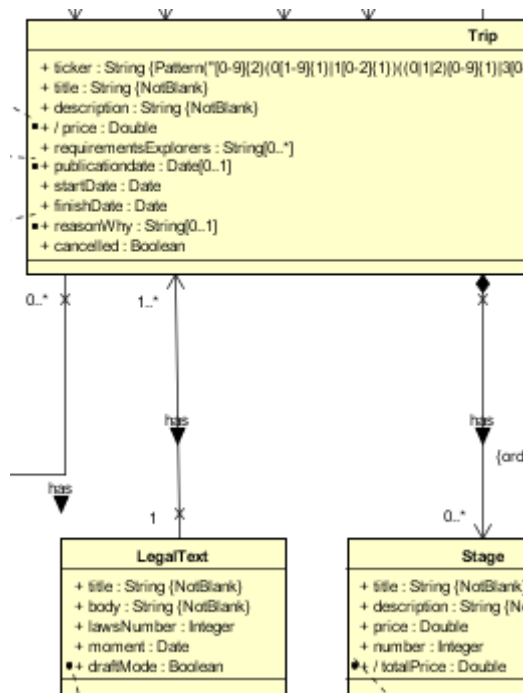 Trip
+ ticker : String {Pattern("[0-9]{2}(0[1-9]{1}|1[0-2]{1})((0|1|2)[0-9]{1}|3[0
+ title : String {NotBlank}
+ description : String {NotBlank}
+ / price : Double
+ requirementsExplorers : String[0..*]
+ publicationdate : Date[0..1]
+ startDate : Date
+ finishDate : Date
+ reasonWhy : String[0..1]
+ cancelled : Boolean
0..*
1..*
has
has
{ord
has
1
0..*
LegalText
+ title : String {NotBlank}
+ body : String {NotBlank}
+ lawsNumber : Integer
+ moment : Date
+ draftMode : Boolean
Stage
+ title : String {NotBlank}
+ description : String {No
+ price : Double
+ number : Integer
+ / totalPrice : Double